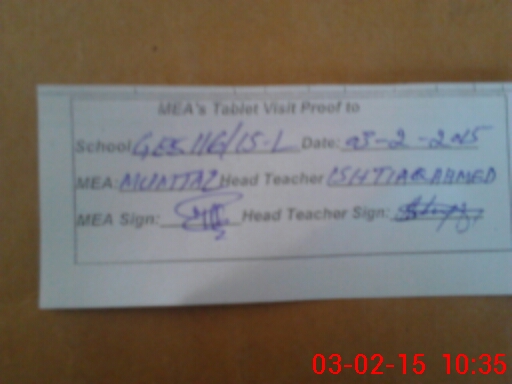 MEA's Tablet Visit Proof to
School GES 116/15-L Date: 03-2-2015
MEA: MUMTAZ Head Teacher ISHTIAQ AHMED
MEA Sign: Head Teacher Sign:
03-02-15 10:35